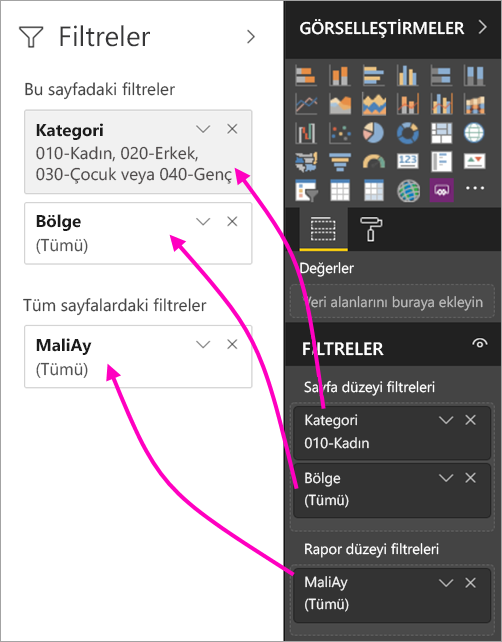 Filtreler
Bu sayfadaki filtreler
Kategori
010-Kadın, 020-Erkek,
030-Çocuk veya 040-Genç
Bölge
(Tümü)
Tüm sayfalardaki filtreler
MaliAy
(Tümü)
GÖRSELLEŞTİRMELER
123
Değerler
Veri alanlarını buraya ekleyin
FİLTRELER
Sayfa düzeyi filtreleri
Kategori
010-Kadın
Bölge
(Tümü)
Rapor düzeyi filtreleri
MaliAy
(Tümü)